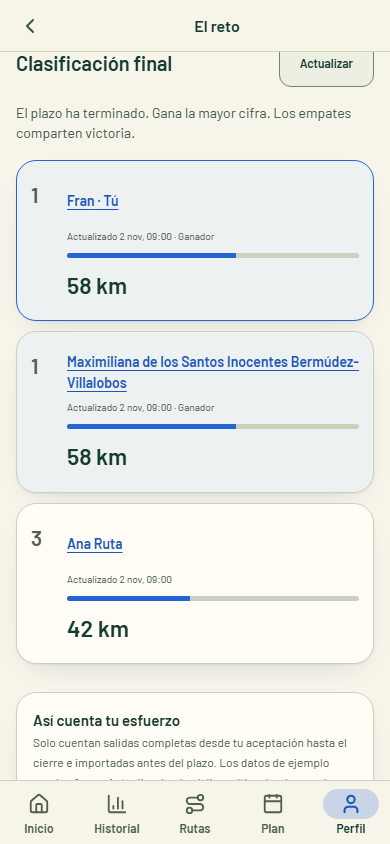 El reto
Clasificación final
Actualizar
El plazo ha terminado. Gana la mayor cifra. Los empates
comparten victoria.
1
Fran · Tú
Actualizado 2 nov, 09:00 · Ganador
58 km
1
Maximiliana de los Santos Inocentes Bermúdez-
Villalobos
Actualizado 2 nov, 09:00 · Ganador
58 km
3
Ana Ruta
Actualizado 2 nov, 09:00
42 km
Así cuenta tu esfuerzo
Solo cuentan salidas completas desde tu aceptación hasta el
cierre e importadas antes del plazo. Los datos de ejemplo
Inicio
Historial
Rutas
Plan
Perfil